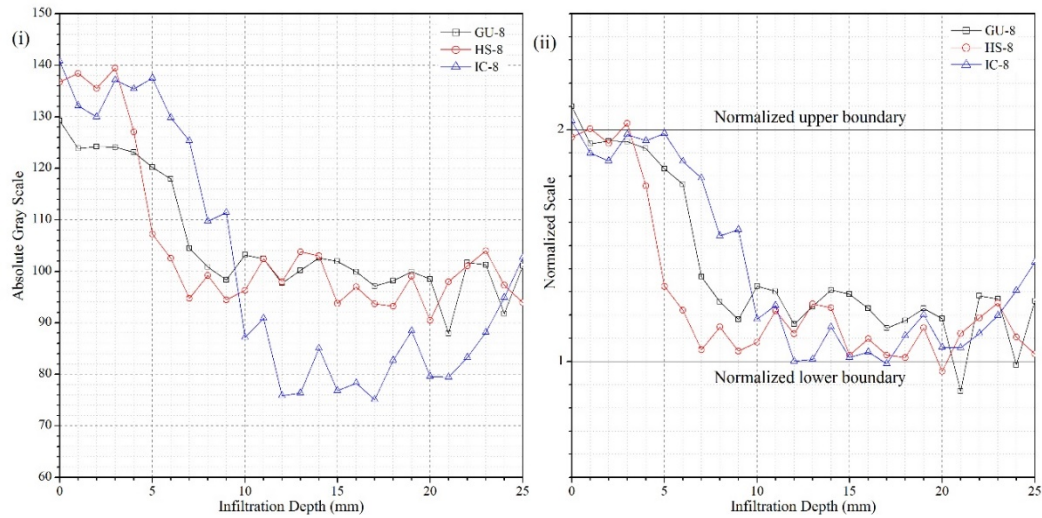 (i)
GU-8
HS-8
IC-8
150
140
130
120
110
100
90
80
70
60
Absolute Gray Scale
0 5 10 15 20 25
Infiltration Depth (mm)
(ii)
GU-8
HS-8
IC-8
Normalized upper boundary
2
Normalized Scale
1
Normalized lower boundary
0 5 10 15 20 25
Infiltration Depth (mm)